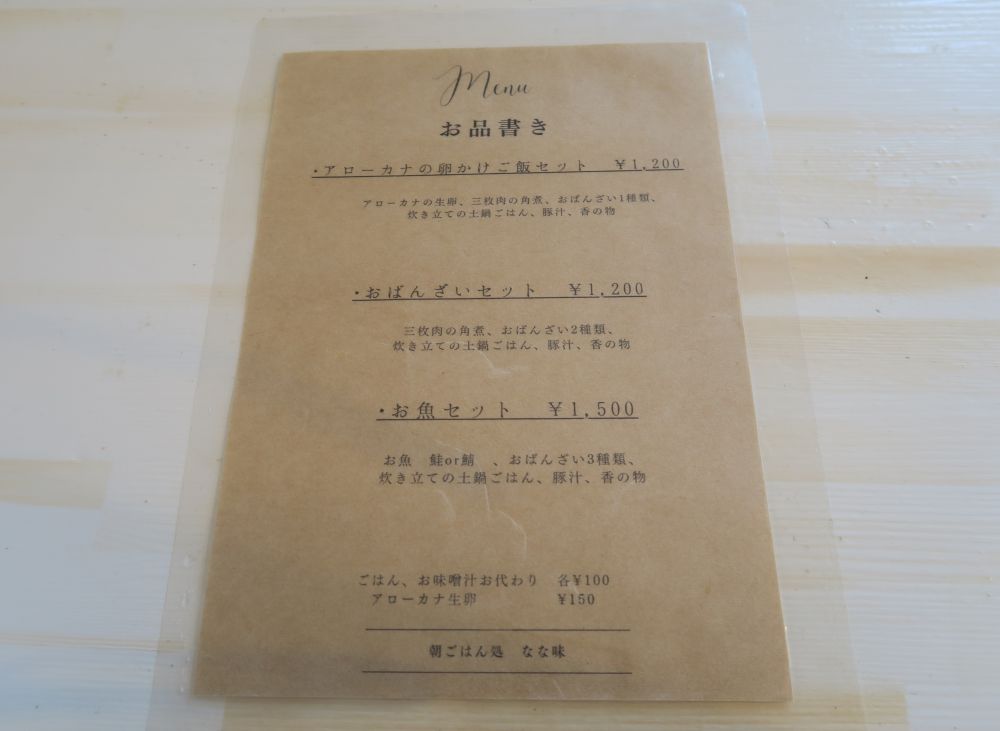 Menu
お品書き
・アローカナの卵かけご飯セット ￥1,200
アローカナの生卵、三枚肉の角煮、おばんざい1種類、
炊き立ての土鍋ごはん、豚汁、香の物
・おばんざいセット ￥1,200
三枚肉の角煮、おばんざい2種類、
炊き立ての土鍋ごはん、豚汁、香の物
・お魚セット ￥1,500
お魚 鮭or鯖 、おばんざい3種類、
炊き立ての土鍋ごはん、豚汁、香の物
ごはん、お味噌汁お代わり 各¥100
アローカナ生卵 ¥150
朝ごはん処 なな味